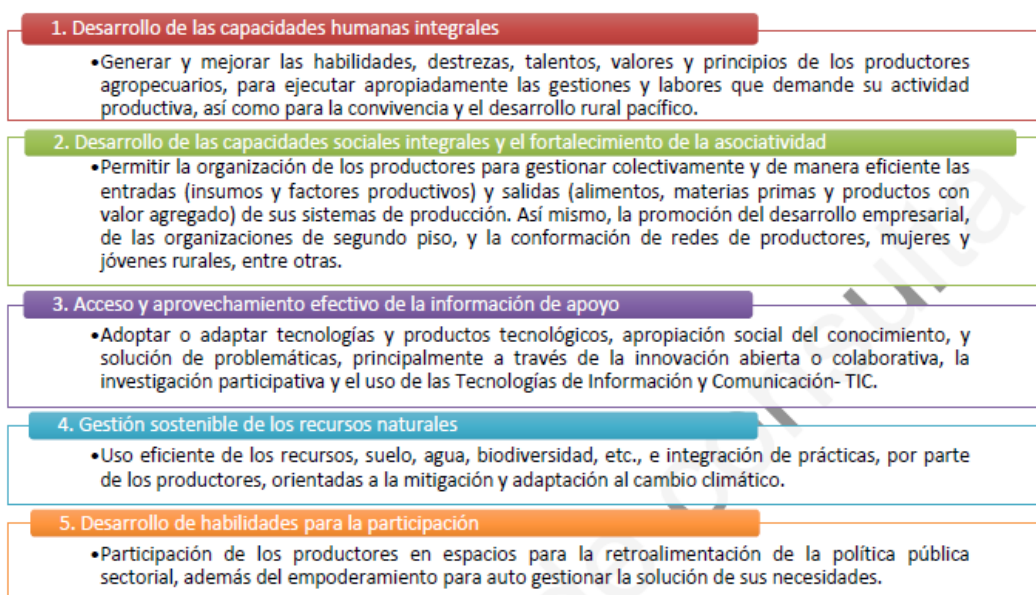 1. Desarrollo de las capacidades humanas integrales
•Generar y mejorar las habilidades, destrezas, talentos, valores y principios de los productores
agropecuarios, para ejecutar apropiadamente las gestiones y labores que demande su actividad
productiva, así como para la convivencia y el desarrollo rural pacífico.
2. Desarrollo de las capacidades sociales integrales y el fortalecimiento de la asociatividad
•Permitir la organización de los productores para gestionar colectivamente y de manera eficiente las
entradas (insumos y factores productivos) y salidas (alimentos, materias primas y productos con
valor agregado) de sus sistemas de producción. Así mismo, la promoción del desarrollo empresarial,
de las organizaciones de segundo piso, y la conformación de redes de productores, mujeres y
jóvenes rurales, entre otras.
3. Acceso y aprovechamiento efectivo de la información de apoyo
•Adoptar o adaptar tecnologías y productos tecnológicos, apropiación social del conocimiento, y
solución de problemáticas, principalmente a través de la innovación abierta o colaborativa, la
investigación participativa y el uso de las Tecnologías de Información y Comunicación- TIC.
4. Gestión sostenible de los recursos naturales
•Uso eficiente de los recursos, suelo, agua, biodiversidad, etc., e integración de prácticas, por parte
de los productores, orientadas a la mitigación y adaptación al cambio climático.
5. Desarrollo de habilidades para la participación
•Participación de los productores en espacios para la retroalimentación de la política pública
sectorial, además del empoderamiento para auto gestionar la solución de sus necesidades.
de consulta